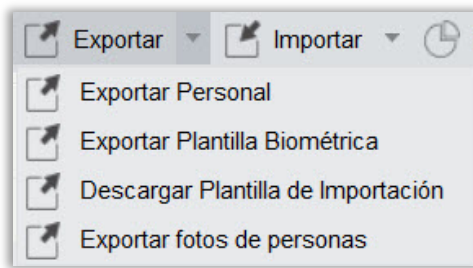 Exportar Importar
Exportar Personal
Exportar Plantilla Biométrica
Descargar Plantilla de Importación
Exportar fotos de personas